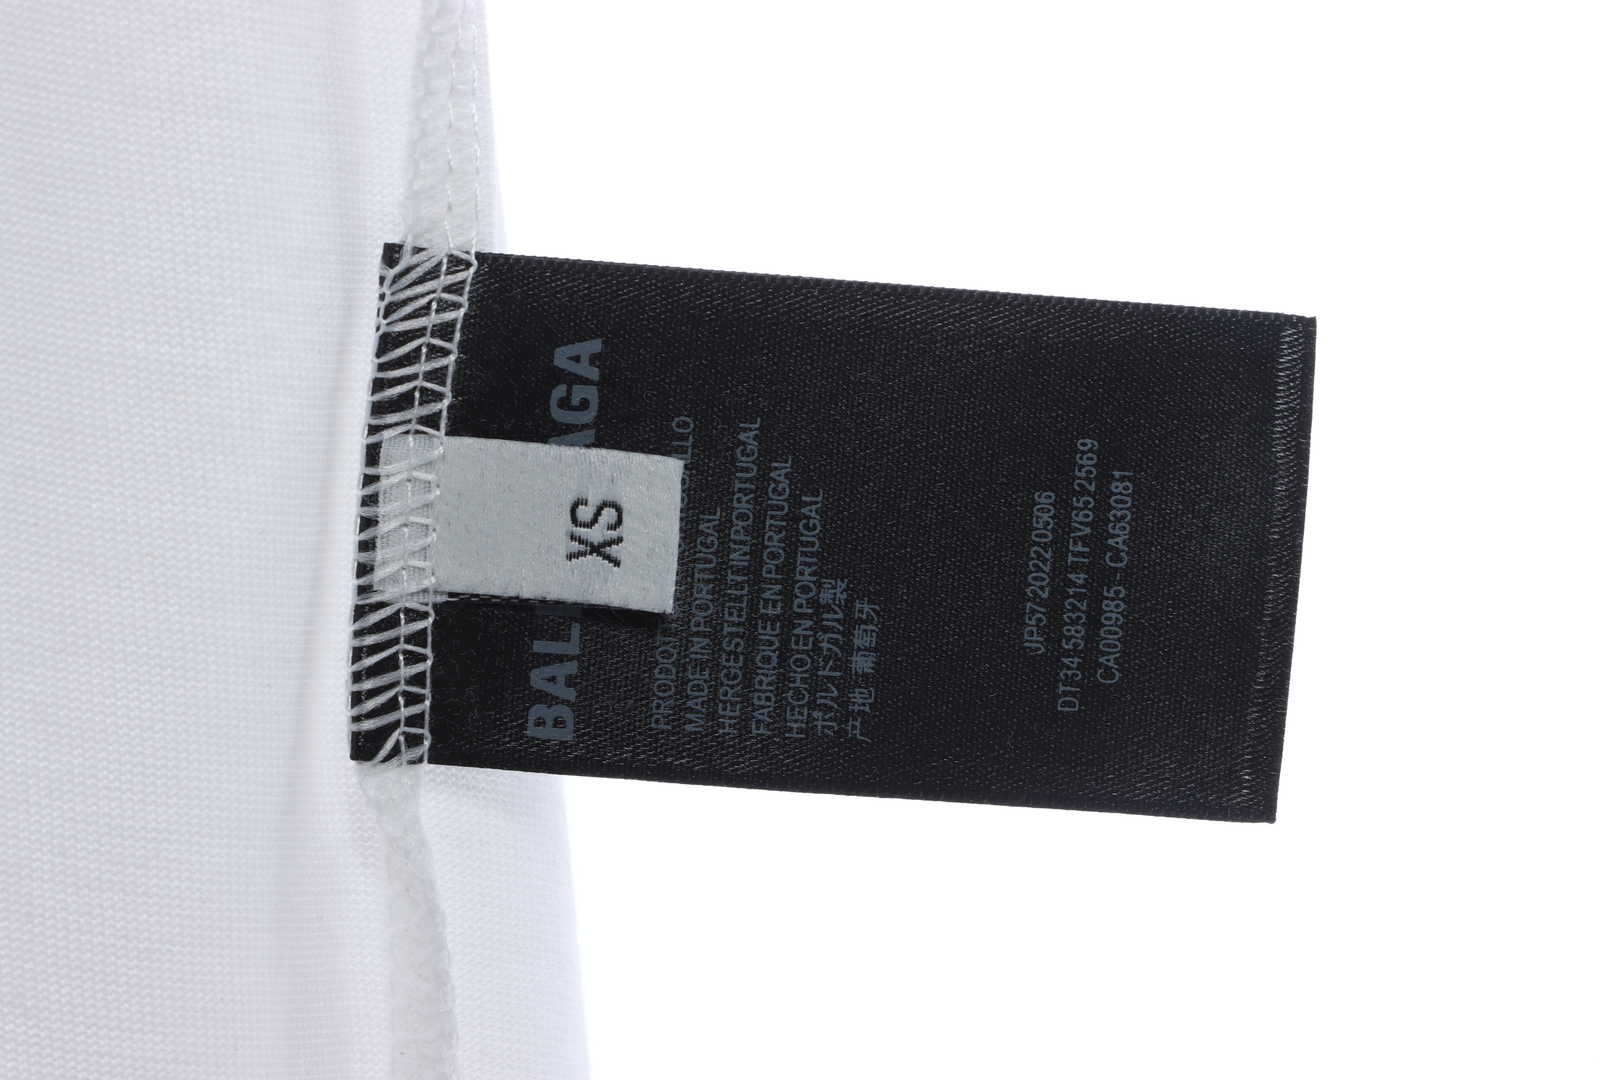 BAL AGA
XS
PRODOT LLO
MADE IN PORTUGAL
HERGESTELLT IN PORTUGAL
FABRIQUE EN PORTUGAL
HECHO EN PORTUGAL
ポルトガル製
产地 葡萄牙
JP57 2022 0506
DT34 583214 TFV65 2569
CA00985 - CA63081